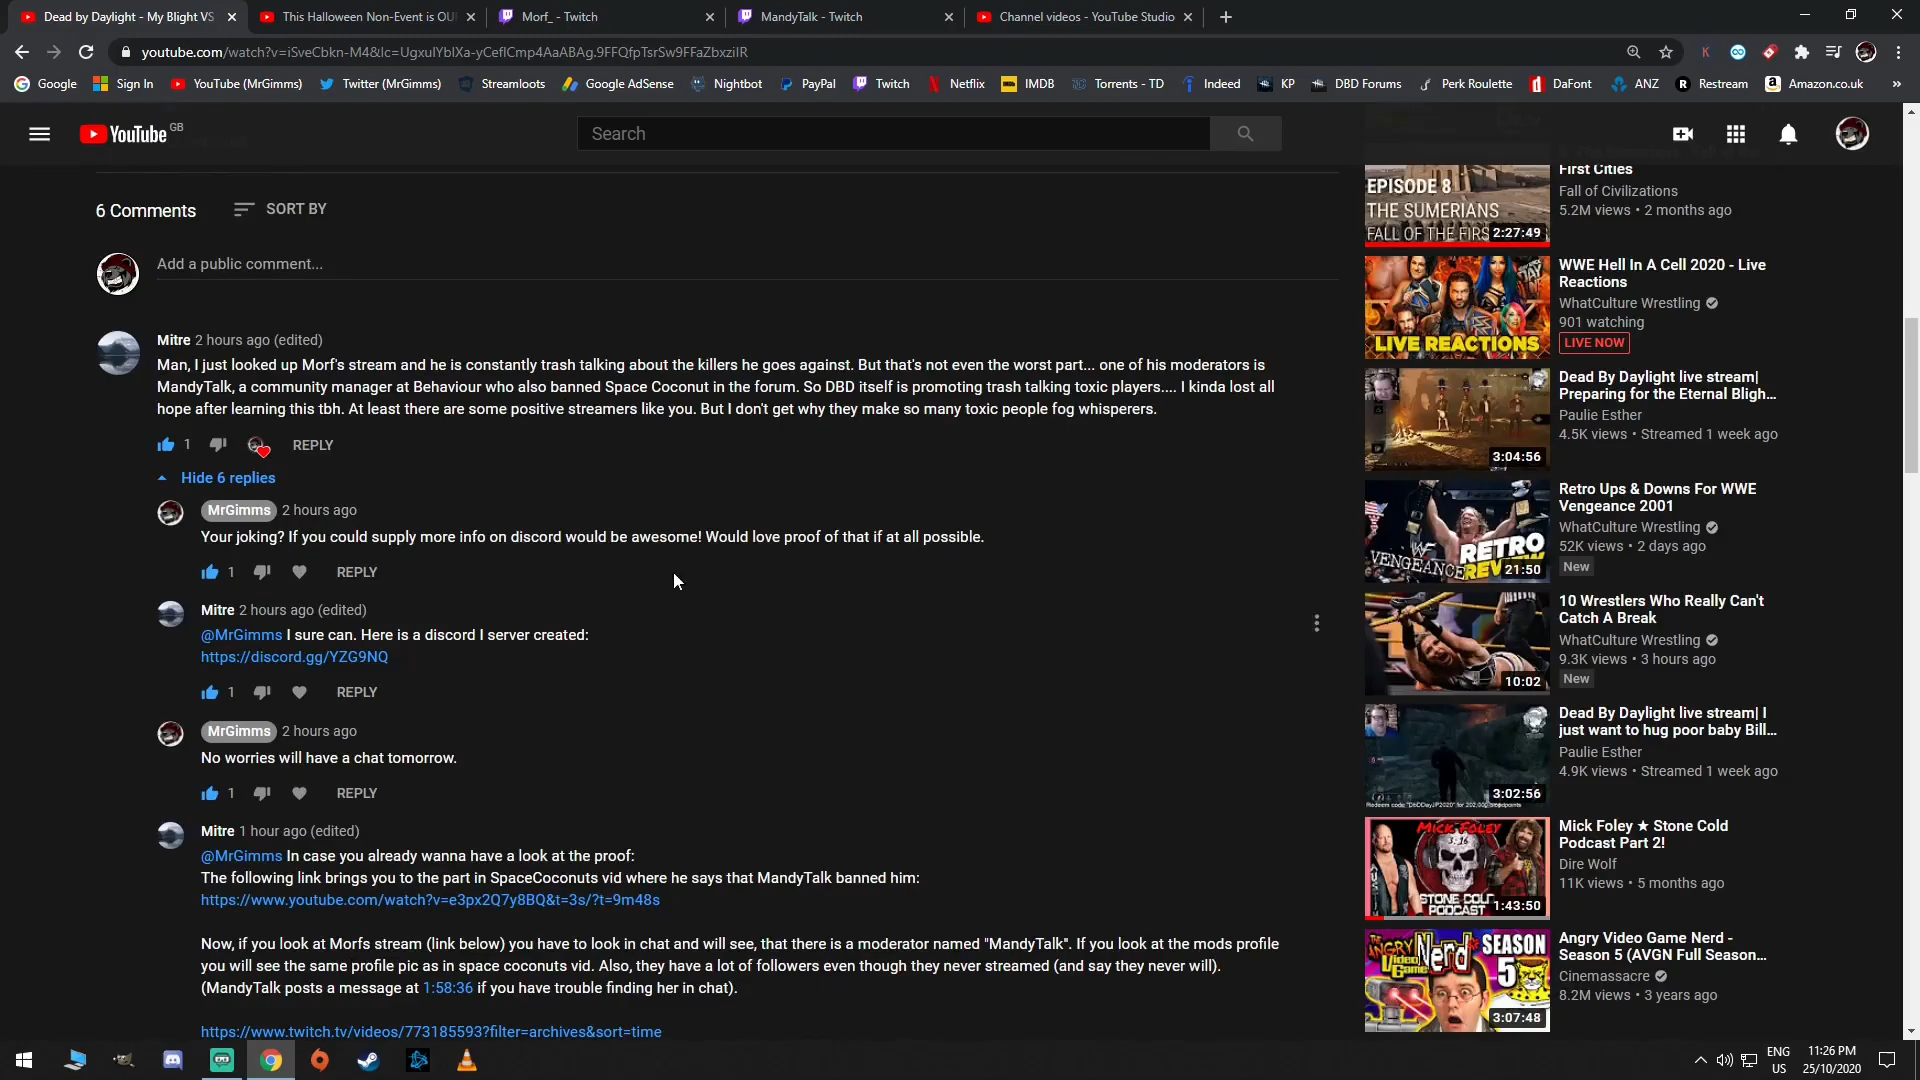 Dead by Daylight - My Blight VS
This Halloween Non-Event is OU
Morf_ - Twitch
MandyTalk - Twitch
Channel videos - YouTube Studio
youtube.com/watch?v=iSveCbkn-M4&lc=UgxulYblXa-yCeflCmp4AaABAg.9FFQfpTsrSw9FFaZbxzilR
Google
Sign In
YouTube (MrGimms)
Twitter (MrGimms)
Streamloots
Google AdSense
Nightbot
PayPal
Twitch
Netflix
IMDB
Torrents - TD
Indeed
KP
DBD Forums
Perk Roulette
DaFont
ANZ
Restream
Amazon.co.uk
YouTube GB
Search
6 Comments
SORT BY
Add a public comment...
Mitre 2 hours ago (edited)
Man, I just looked up Morf's stream and he is constantly trash talking about the killers he goes against. But that's not even the worst part... one of his moderators is
MandyTalk, a community manager at Behaviour who also banned Space Coconut in the forum. So DBD itself is promoting trash talking toxic players.... I kinda lost all
hope after learning this tbh. At least there are some positive streamers like you. But I don't get why they make so many toxic people fog whisperers.
1 REPLY
Hide 6 replies
MrGimms 2 hours ago
Your joking? If you could supply more info on discord would be awesome! Would love proof of that if at all possible.
1 REPLY
Mitre 2 hours ago (edited)
@MrGimms I sure can. Here is a discord I server created:
https://discord.gg/YZG9NQ
1 REPLY
MrGimms 2 hours ago
No worries will have a chat tomorrow.
1 REPLY
Mitre 1 hour ago (edited)
@MrGimms In case you already wanna have a look at the proof:
The following link brings you to the part in SpaceCoconuts vid where he says that MandyTalk banned him:
https://www.youtube.com/watch?v=e3px2Q7y8BQ&t=3s/?t=9m48s
Now, if you look at Morfs stream (link below) you have to look in chat and will see, that there is a moderator named "MandyTalk". If you look at the mods profile
you will see the same profile pic as in space coconuts vid. Also, they have a lot of followers even though they never streamed (and say they never will).
(MandyTalk posts a message at 1:58:36 if you have trouble finding her in chat).
https://www.twitch.tv/videos/773185593?filter=archives&sort=time
EPISODE 8
THE SUMERIANS
FALL OF THE FIRS
2:27:49
First Cities
Fall of Civilizations
5.2M views • 2 months ago
LIVE REACTIONS
WWE Hell In A Cell 2020 - Live
Reactions
WhatCulture Wrestling
901 watching
LIVE NOW
3:04:56
Dead By Daylight live stream|
Preparing for the Eternal Bligh...
Paulie Esther
4.5K views • Streamed 1 week ago
VENGEANCE
RETRO
REV
21:50
Retro Ups & Downs For WWE
Vengeance 2001
WhatCulture Wrestling
52K views • 2 days ago
New
10:02
10 Wrestlers Who Really Can't
Catch A Break
WhatCulture Wrestling
9.3K views • 3 hours ago
New
3:02:56
Dead By Daylight live stream| I
just want to hug poor baby Bill...
Paulie Esther
4.9K views • Streamed 1 week ago
MICK FOLEY
3:16
STONE COLD
PODCAST
1:43:50
Mick Foley ★ Stone Cold
Podcast Part 2!
Dire Wolf
11K views • 5 months ago
THE ANGRY
Video Game
Nerd
SEASON
5
3:07:48
Angry Video Game Nerd -
Season 5 (AVGN Full Season...
Cinemassacre
8.2M views • 3 years ago
ENG
US
11:26 PM
25/10/2020